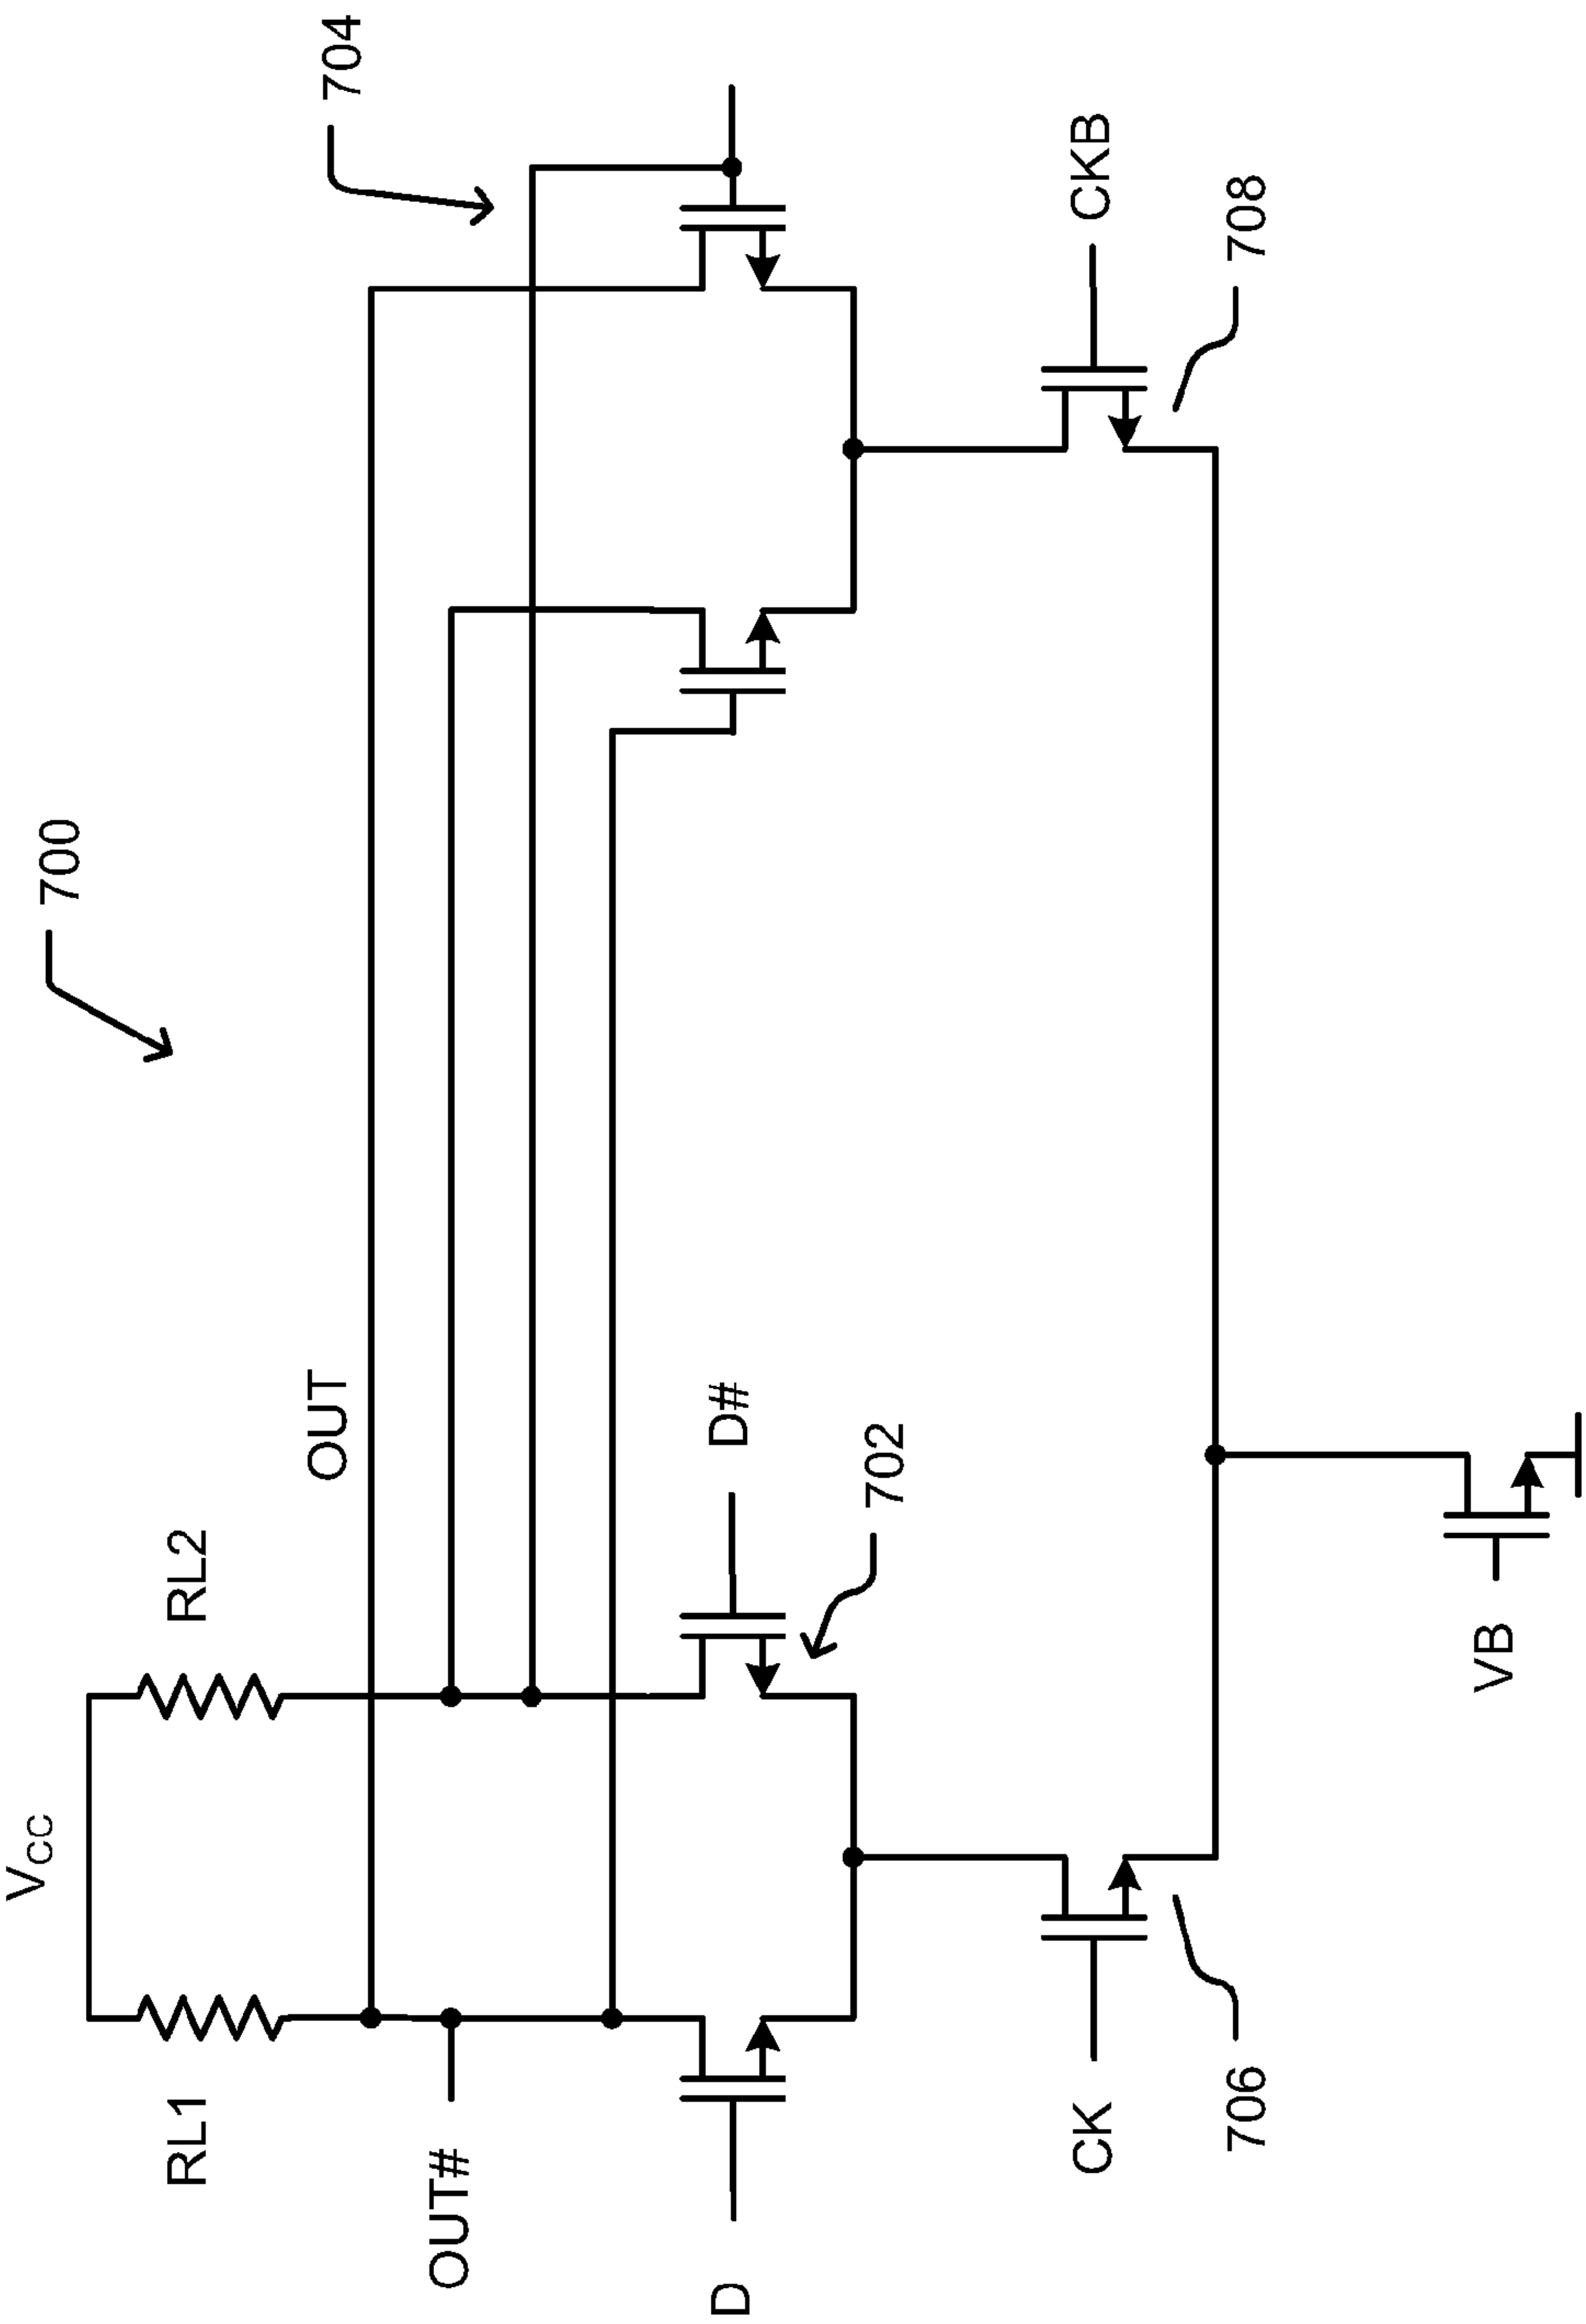 700
704
Vcc
RL1
RL2
OUT
OUT#
D
D#
702
CK
CKB
706
708
VB